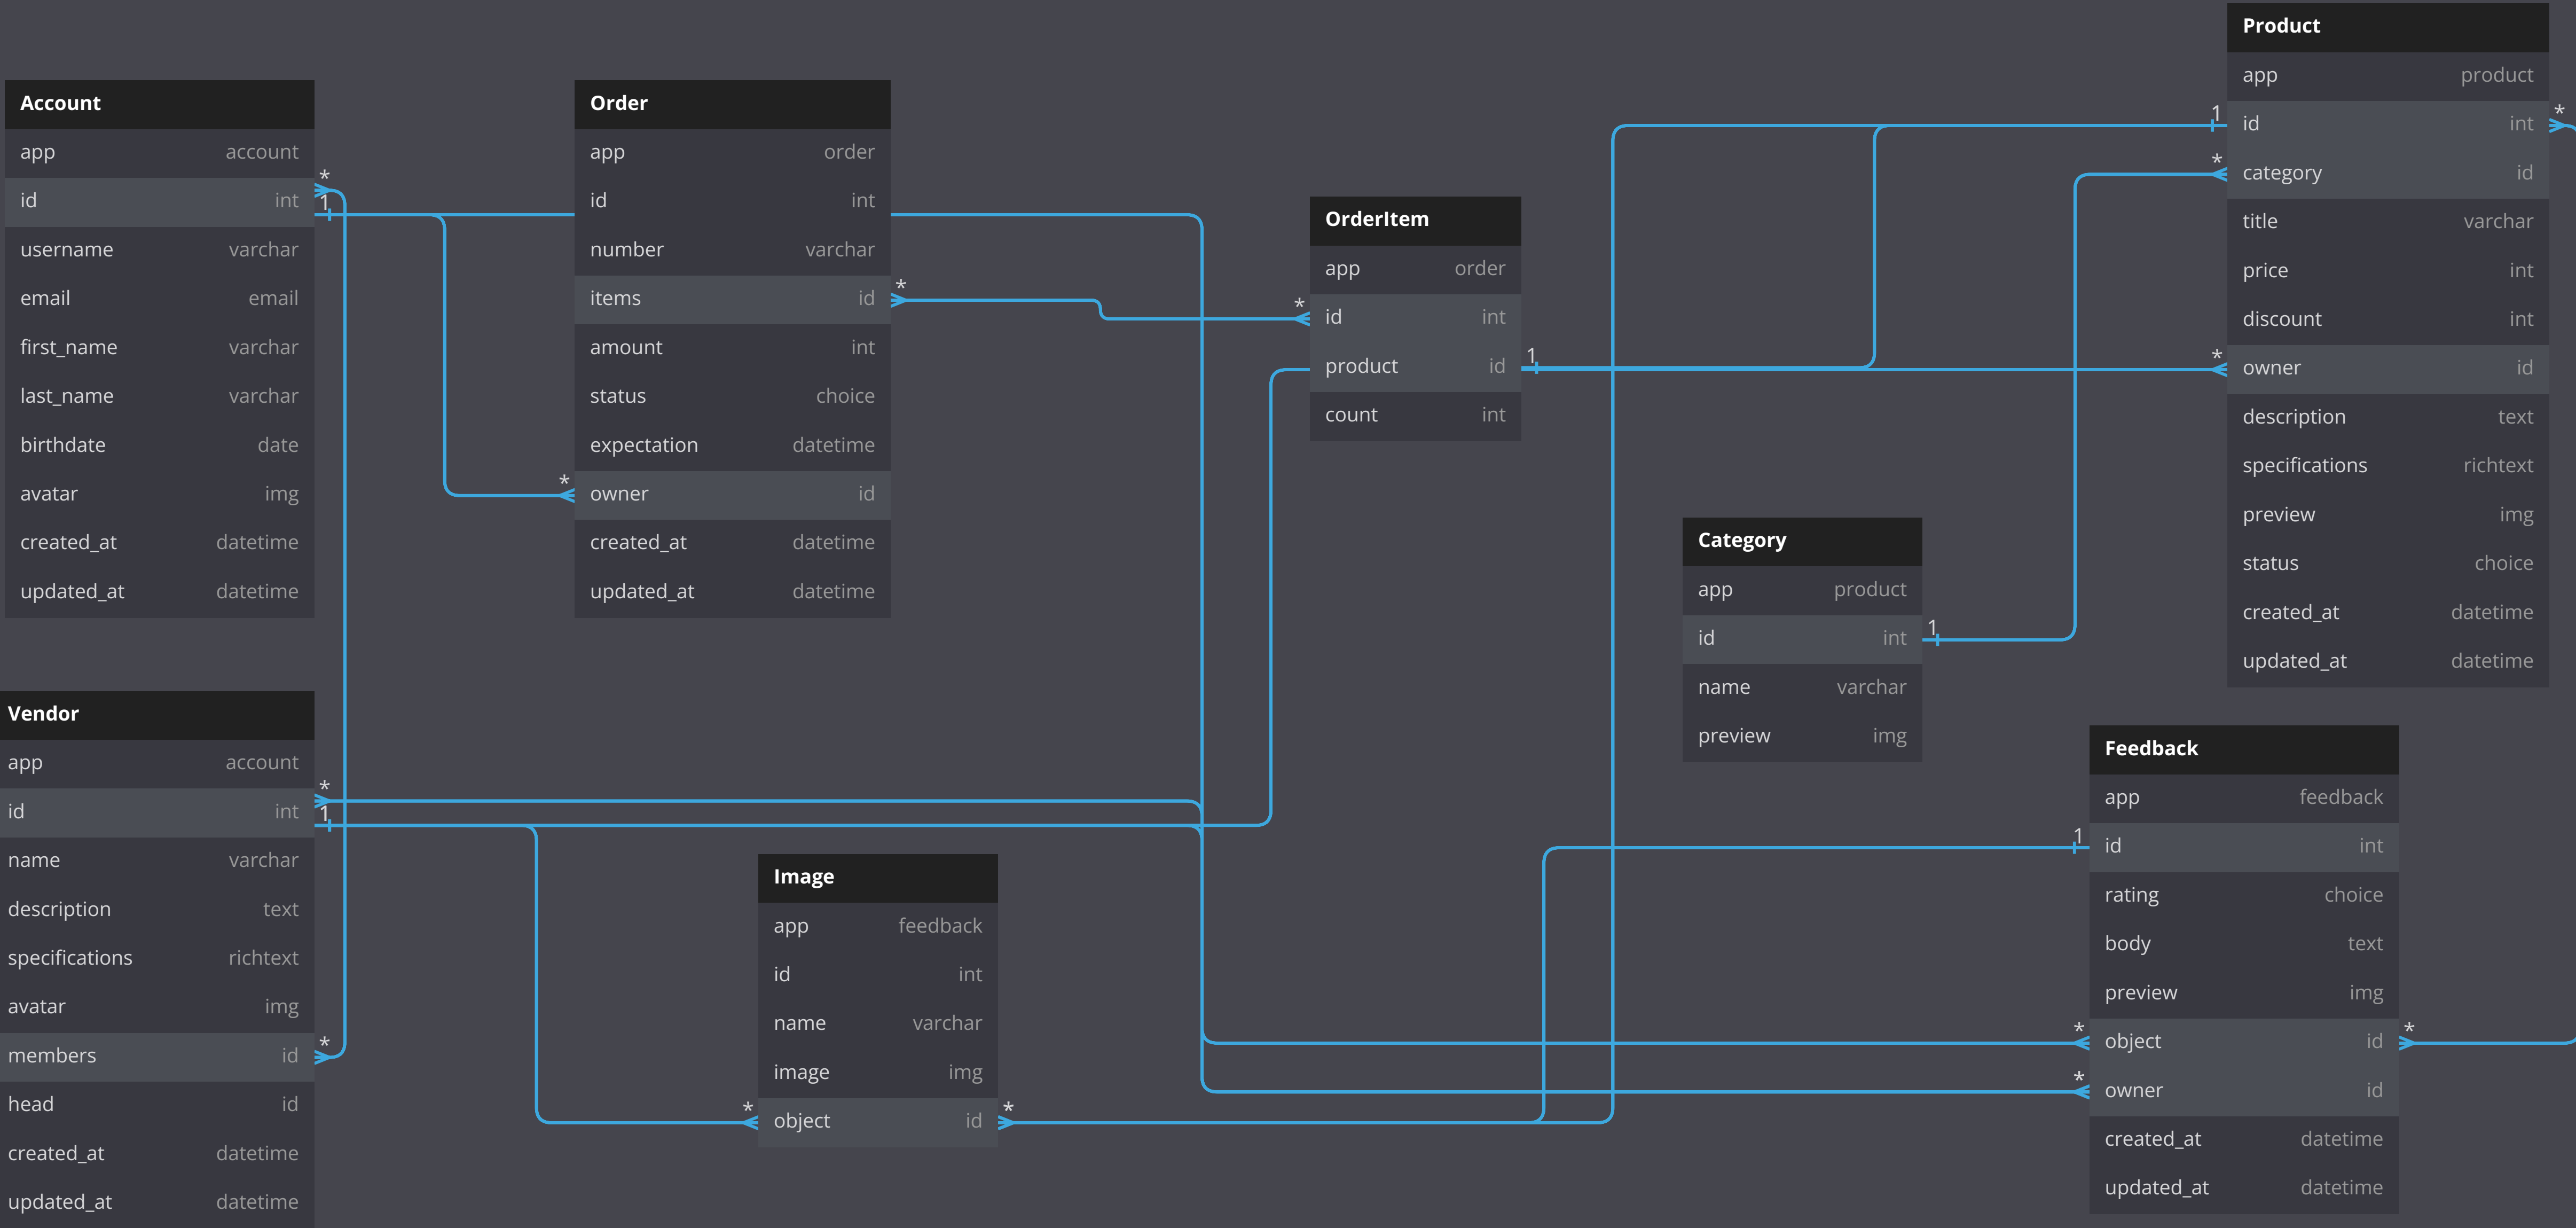 Account
app account
id int
username varchar
email email
first_name varchar
last_name varchar
birthdate date
avatar img
created_at datetime
updated_at datetime
*
1
Order
app order
id int
number varchar
items id
amount int
status choice
expectation datetime
owner id
created_at datetime
updated_at datetime
*
*
OrderItem
app order
id int
product id
count int
*
1
Product
app product
id int
category id
title varchar
price int
discount int
owner id
description text
specifications richtext
preview img
status choice
created_at datetime
updated_at datetime
1
*
*
*
Category
app product
id int
name varchar
preview img
1
Vendor
app account
id int
name varchar
description text
specifications richtext
avatar img
members id
head id
created_at datetime
updated_at datetime
*
1
*
Image
app feedback
id int
name varchar
image img
object id
*
*
Feedback
app feedback
id int
rating choice
body text
preview img
object id
owner id
created_at datetime
updated_at datetime
1
*
*
*